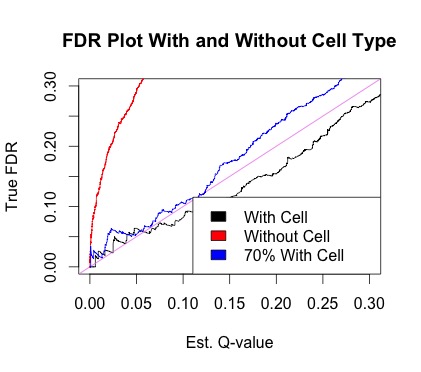 FDR Plot With and Without Cell Type
True FDR
0.30
0.20
0.10
0.00
With Cell
Without Cell
70% With Cell
0.00 0.05 0.10 0.15 0.20 0.25 0.30
Est. Q-value